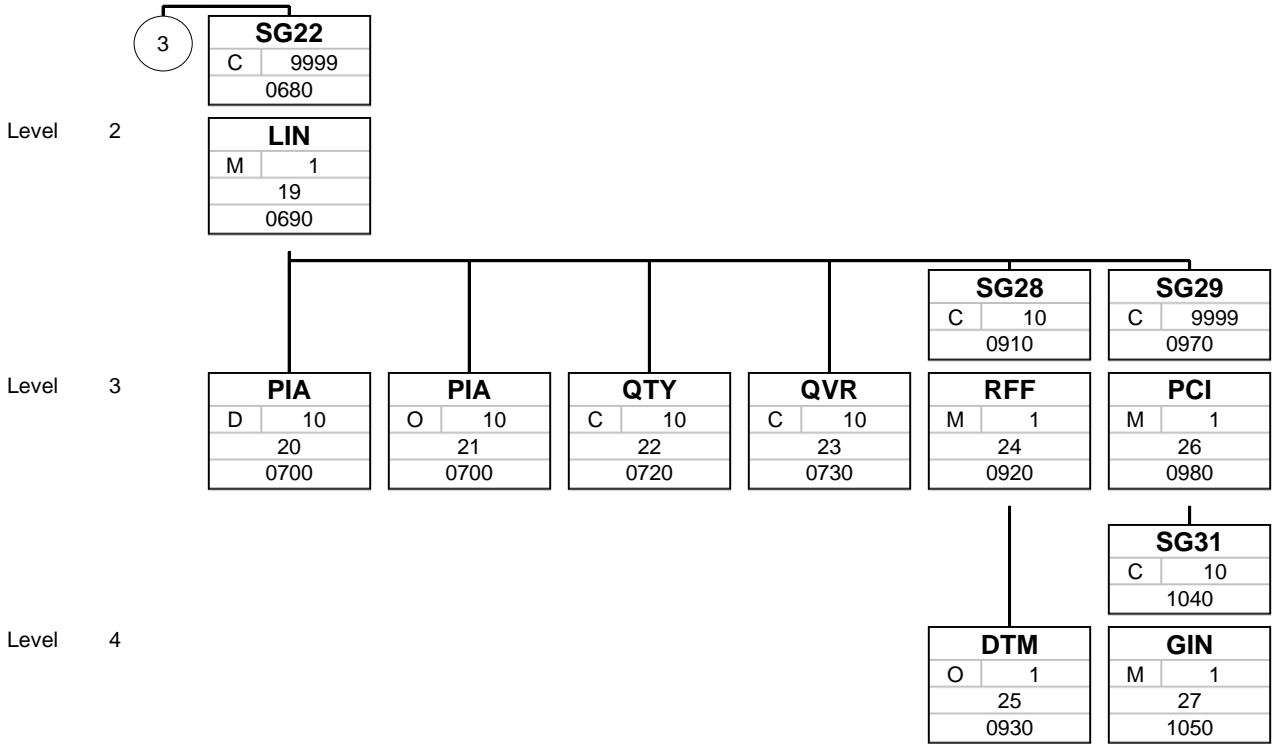 3
SG22
C 9999
0680
Level 2
LIN
M 1
19
0690
SG28 SG29
C 10 C 9999
0910 0970
Level 3
PIA PIA QTY QVR RFF PCI
D 10 O 10 C 10 C 10 M 1 M 1
20 21 22 23 24 26
0700 0700 0720 0730 0920 0980
SG31
C 10
1040
Level 4
DTM GIN
O 1 M 1
25 27
0930 1050